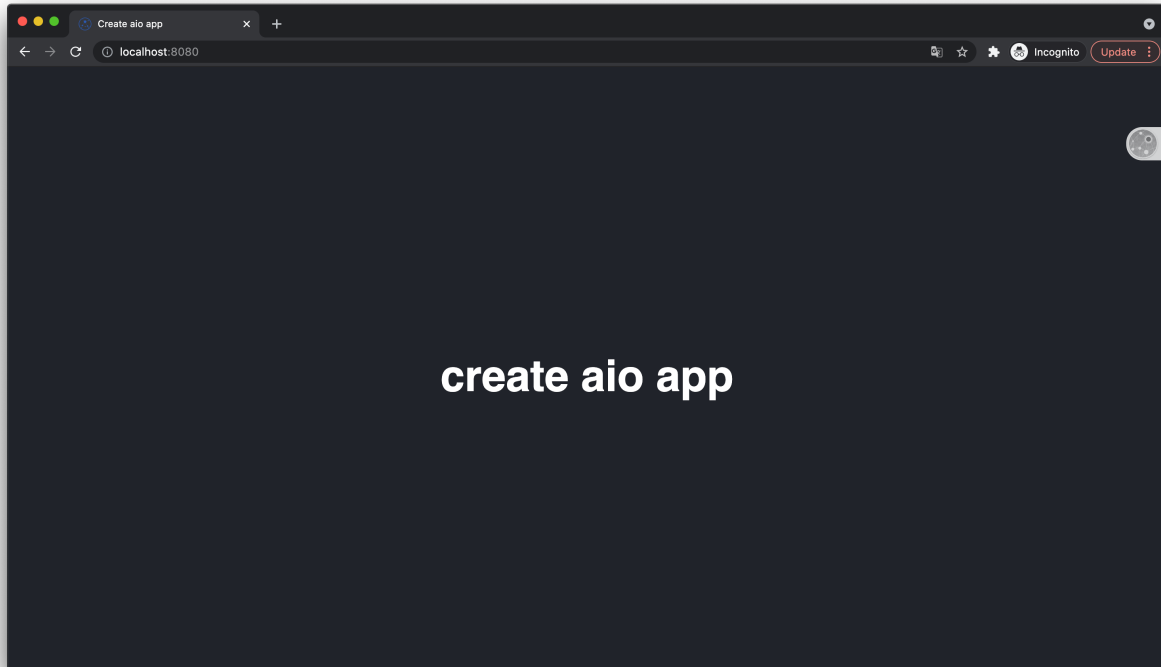 Create aio app
localhost:8080
Incognito
Update
create aio app